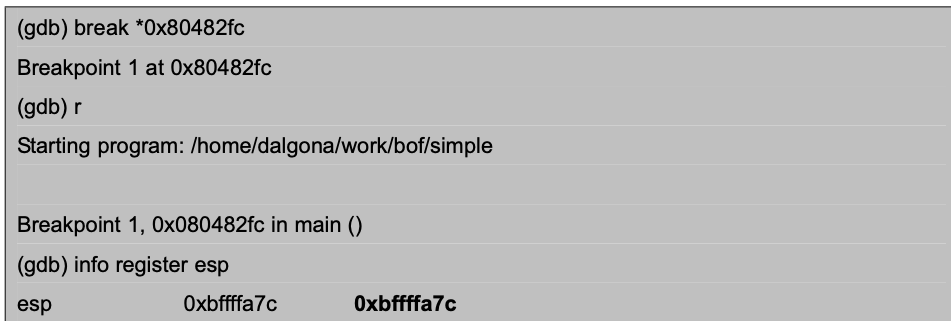 (gdb) break *0x80482fc
Breakpoint 1 at 0x80482fc
(gdb) r
Starting program: /home/dalgona/work/bof/simple
Breakpoint 1, 0x080482fc in main ()
(gdb) info register esp
esp 0xbffffa7c 0xbffffa7c